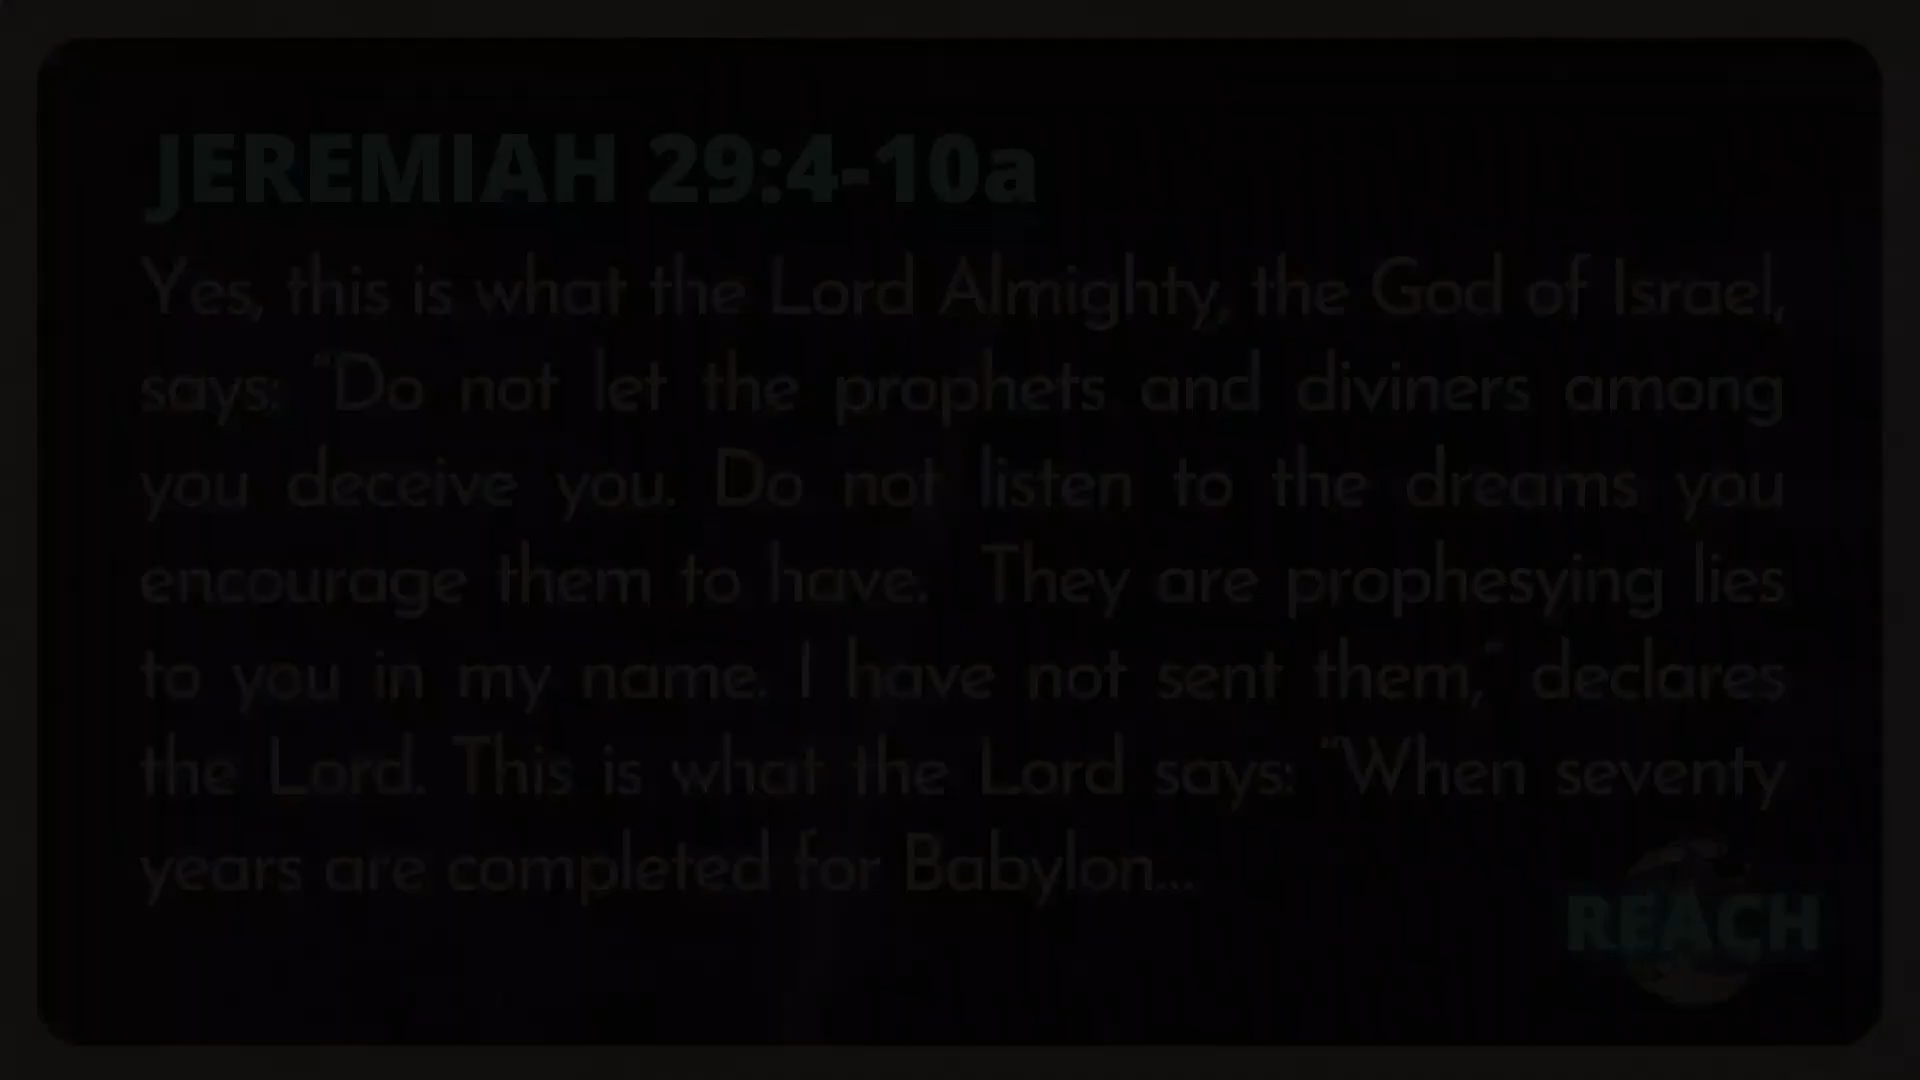 JEREMIAH 29:4-10a
Yes, this is what the Lord Almighty, the God of Israel,
says: “Do not let the prophets and diviners among
you deceive you. Do not listen to the dreams you
encourage them to have. They are prophesying lies
to you in my name. I have not sent them,” declares
the Lord. This is what the Lord says: “When seventy
years are completed for Babylon...
REACH